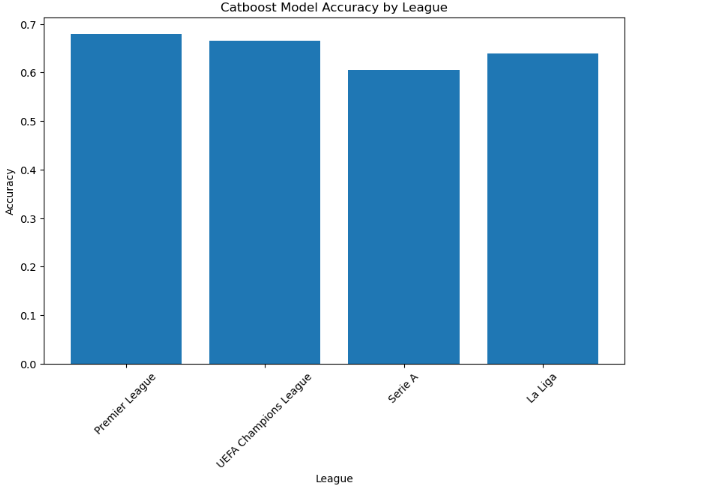 Catboost Model Accuracy by League
Accuracy
0.7
0.6
0.5
0.4
0.3
0.2
0.1
0.0
Premier League
UEFA Champions League
Serie A
La Liga
League